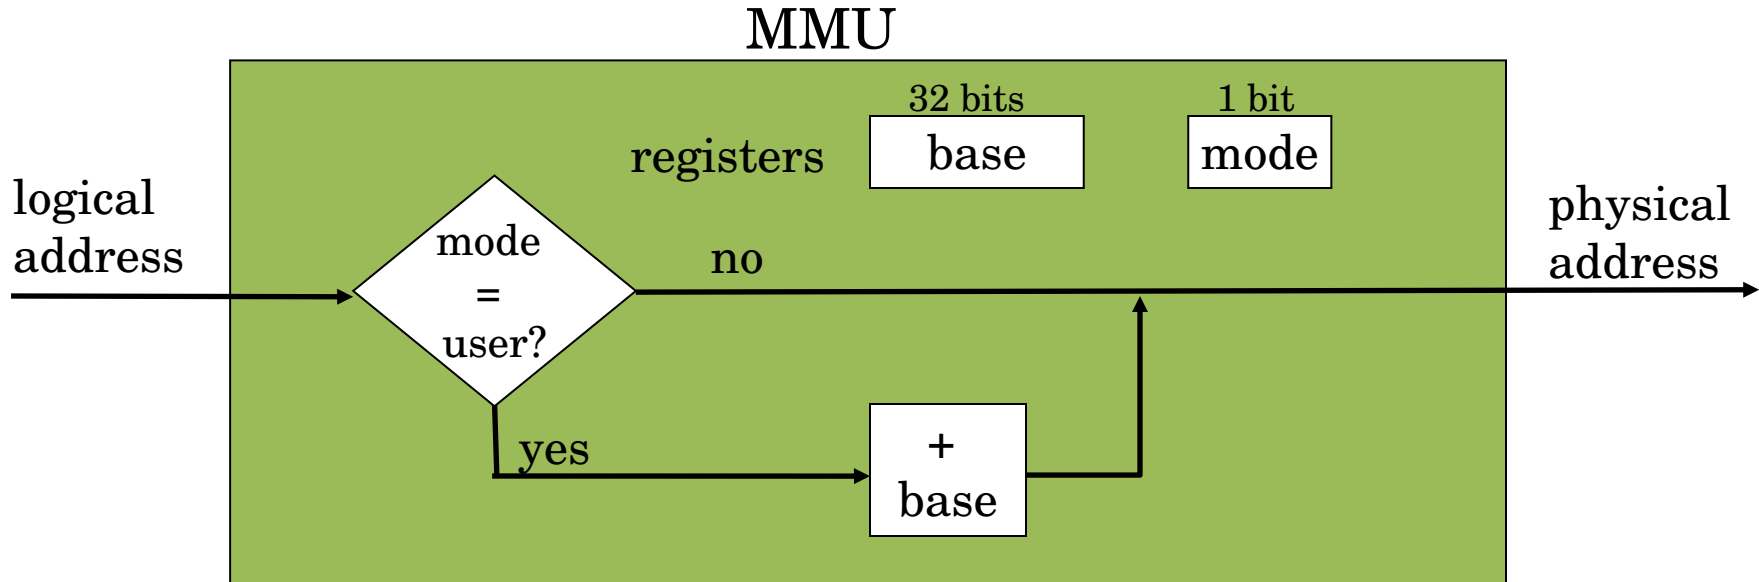 MMU
32 bits
1 bit
registers
base
mode
logical
address
mode
=
user?
no
physical
address
yes
+
base